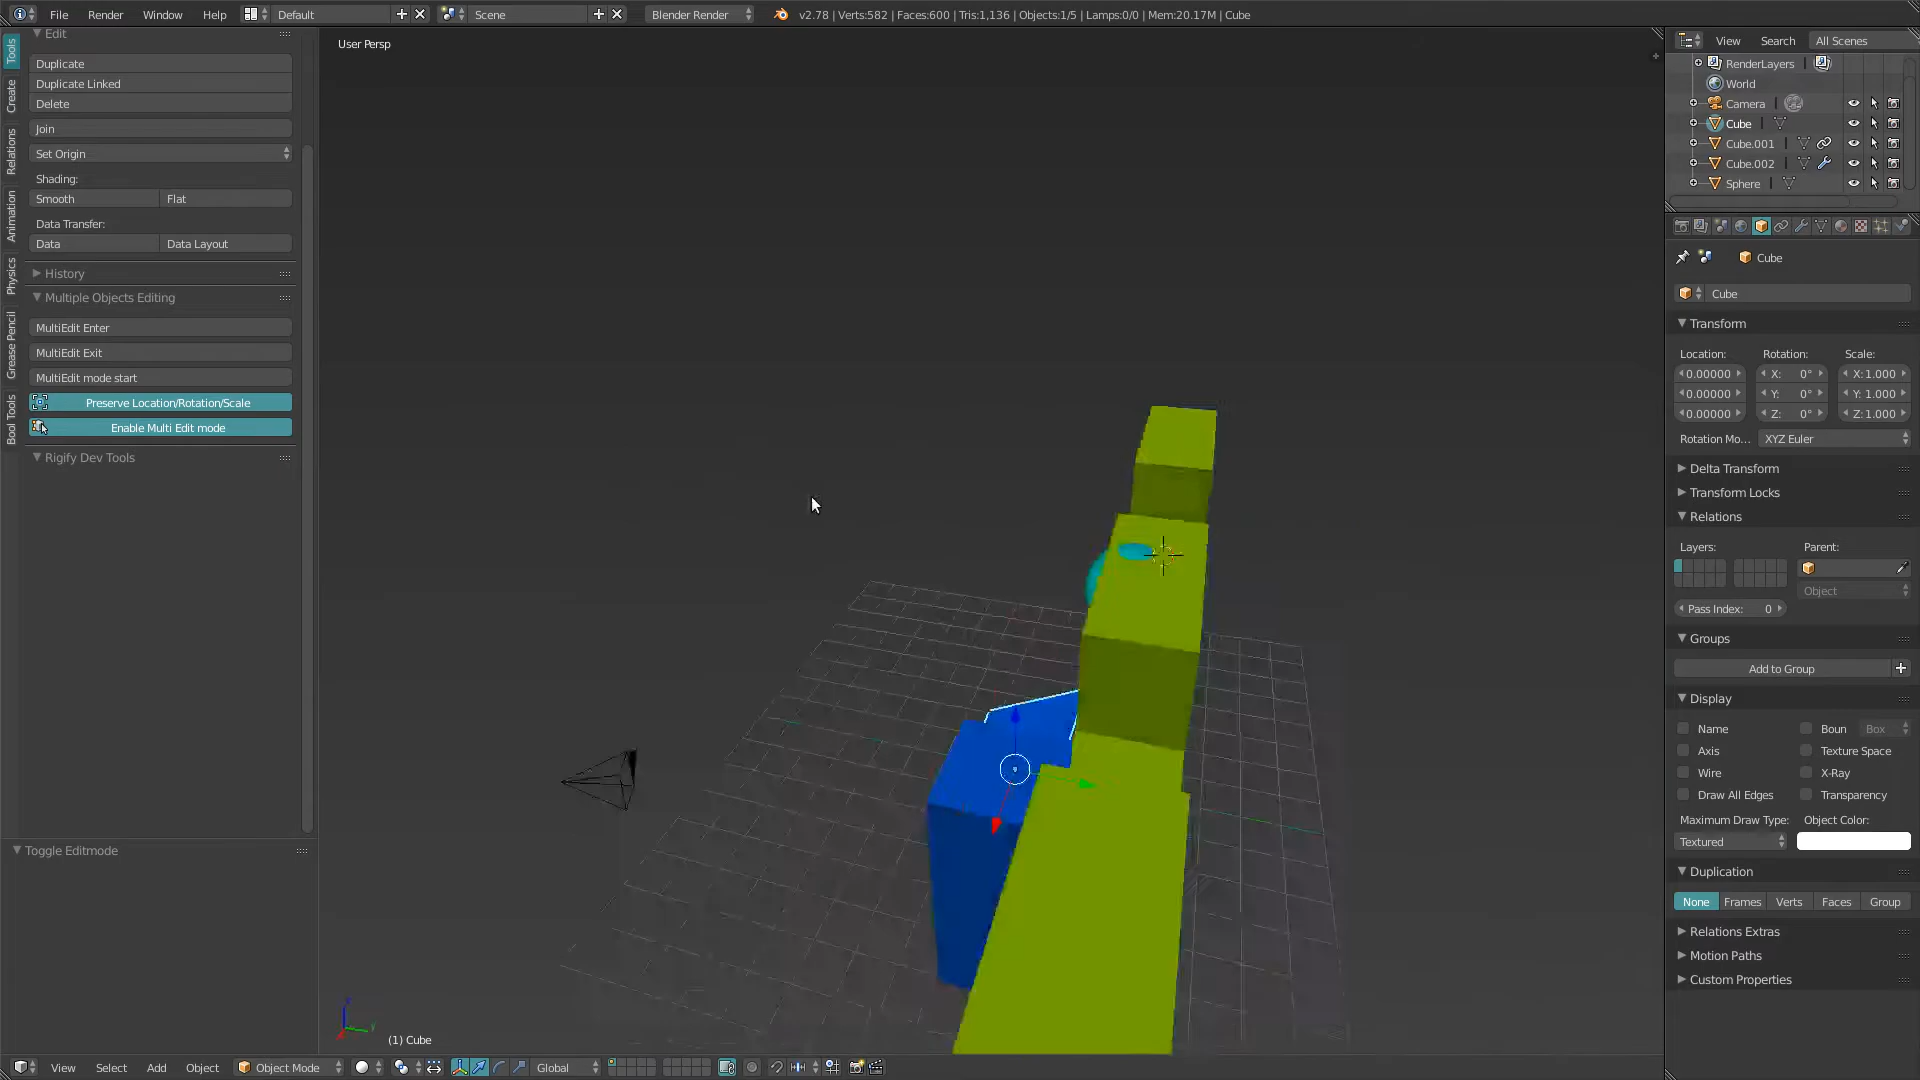 File Render Window Help Default Scene Blender Render v2.78 | Verts:582 | Faces:600 | Tris:1,136 | Objects:1/5 | Lamps:0/0 | Mem:20.17M | Cube
Tools
Create
Relations
Animation
Physics
Grease Pencil
Bool Tools
Edit
Duplicate
Duplicate Linked
Delete
Join
Set Origin
Shading:
Smooth Flat
Data Transfer:
Data Data Layout
History
Multiple Objects Editing
MultiEdit Enter
MultiEdit Exit
MultiEdit mode start
Preserve Location/Rotation/Scale
Enable Multi Edit mode
Rigify Dev Tools
Toggle Editmode
User Persp
(1) Cube
View Select Add Object Object Mode Global
View Search All Scenes
RenderLayers |
World
Camera |
Cube |
Cube.001 |
Cube.002 |
Sphere |
Cube
Cube
Transform
Location: Rotation: Scale:
0.00000 X: 0° X: 1.000
0.00000 Y: 0° Y: 1.000
0.00000 Z: 0° Z: 1.000
Rotation Mo... XYZ Euler
Delta Transform
Transform Locks
Relations
Layers: Parent:
Object
Pass Index: 0
Groups
Add to Group
Display
Name Boun Box
Axis Texture Space
Wire X-Ray
Draw All Edges Transparency
Maximum Draw Type: Object Color:
Textured
Duplication
None Frames Verts Faces Group
Relations Extras
Motion Paths
Custom Properties